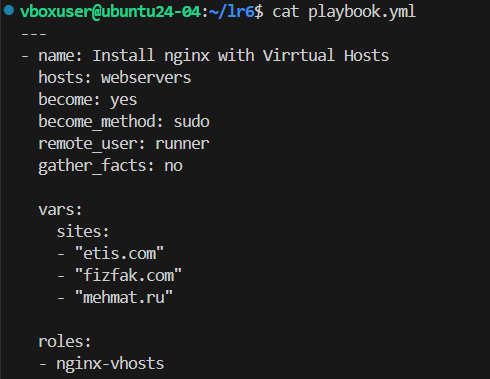 vboxuser@ubuntu24-04:~/lr6$ cat playbook.yml
---
- name: Install nginx with Virrtual Hosts
  hosts: webservers
  become: yes
  become_method: sudo
  remote_user: runner
  gather_facts: no

  vars:
    sites:
    - "etis.com"
    - "fizfak.com"
    - "mehmat.ru"

  roles:
  - nginx-vhosts